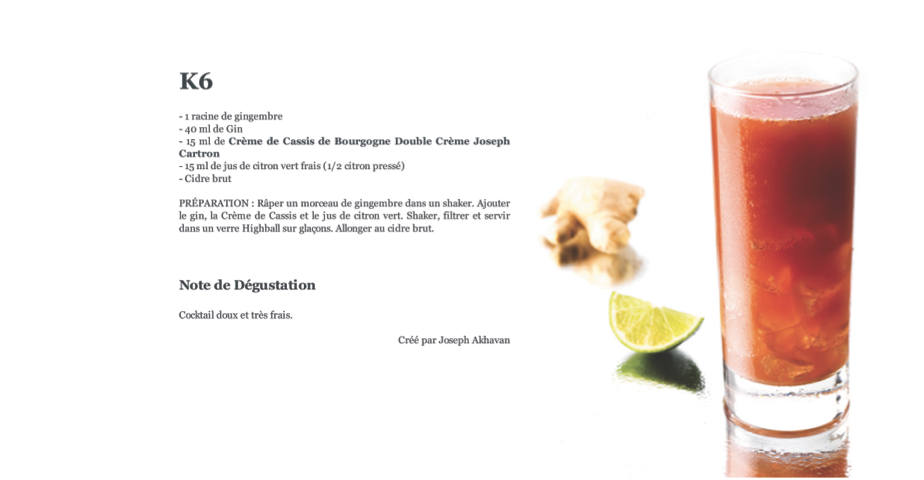 K6
- 1 racine de gingembre
- 40 ml de Gin
- 15 ml de Crème de Cassis de Bourgogne Double Crème Joseph
Cartron
- 15 ml de jus de citron vert frais (1/2 citron pressé)
- Cidre brut
PRÉPARATION : Râper un morceau de gingembre dans un shaker. Ajouter
le gin, la Crème de Cassis et le jus de citron vert. Shaker, filtrer et servir
dans un verre Highball sur glaçons. Allonger au cidre brut.
Note de Dégustation
Cocktail doux et très frais.
Créé par Joseph Akhavan